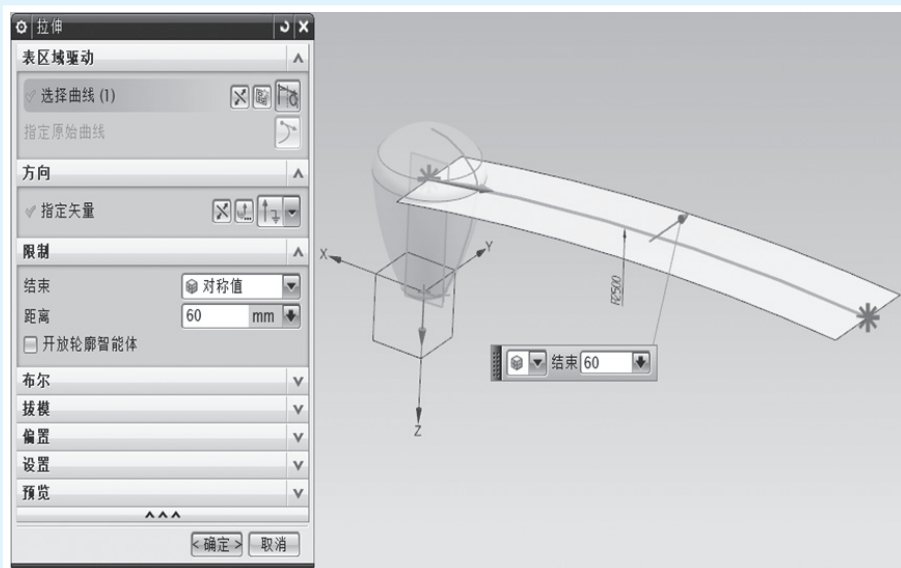 拉伸
表区域驱动
选择曲线 (1)
指定原始曲线
方向
指定矢量
限制
结束
对称值
距离
60 mm
开放轮廓智能体
布尔
拔模
偏置
设置
预览
<确定>
取消
X
Y
Z
R2500
结束 60